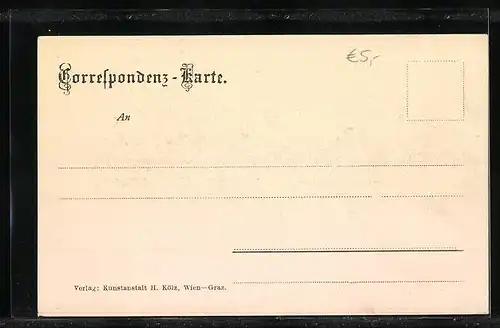 €5,-
Correſpondenz-Karte.
An
Verlag: Kunstanstalt H. Kölz, Wien—Graz.